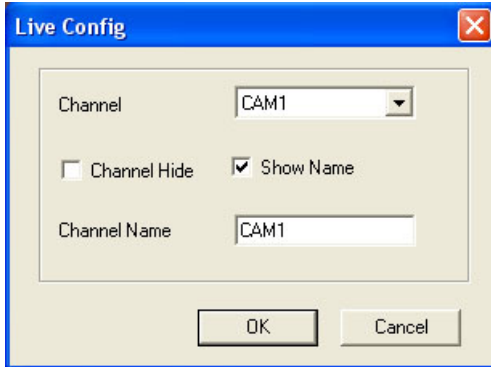 Live Config
Channel CAM1
Channel Hide Show Name
Channel Name CAM1
OK Cancel